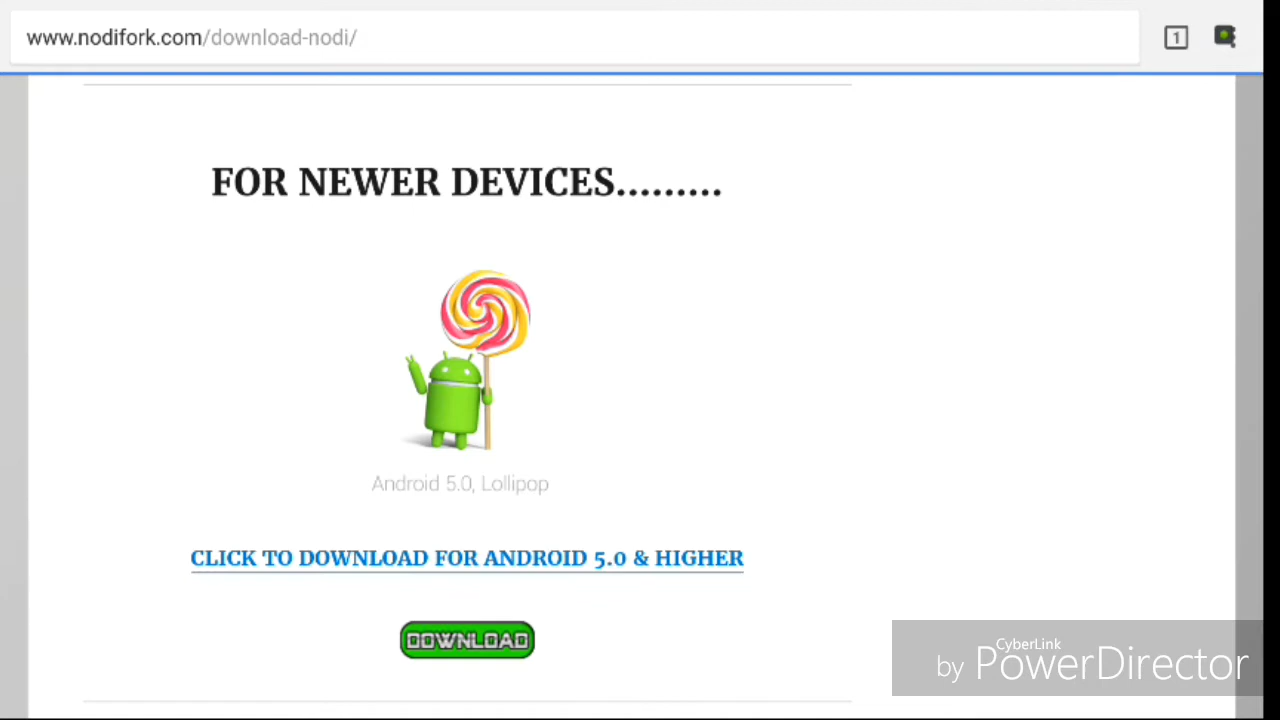 www.nodifork.com/download-nodi/
1
FOR NEWER DEVICES.........
Android 5.0, Lollipop
CLICK TO DOWNLOAD FOR ANDROID 5.0 & HIGHER
DOWNLOAD
CyberLink
by PowerDirector